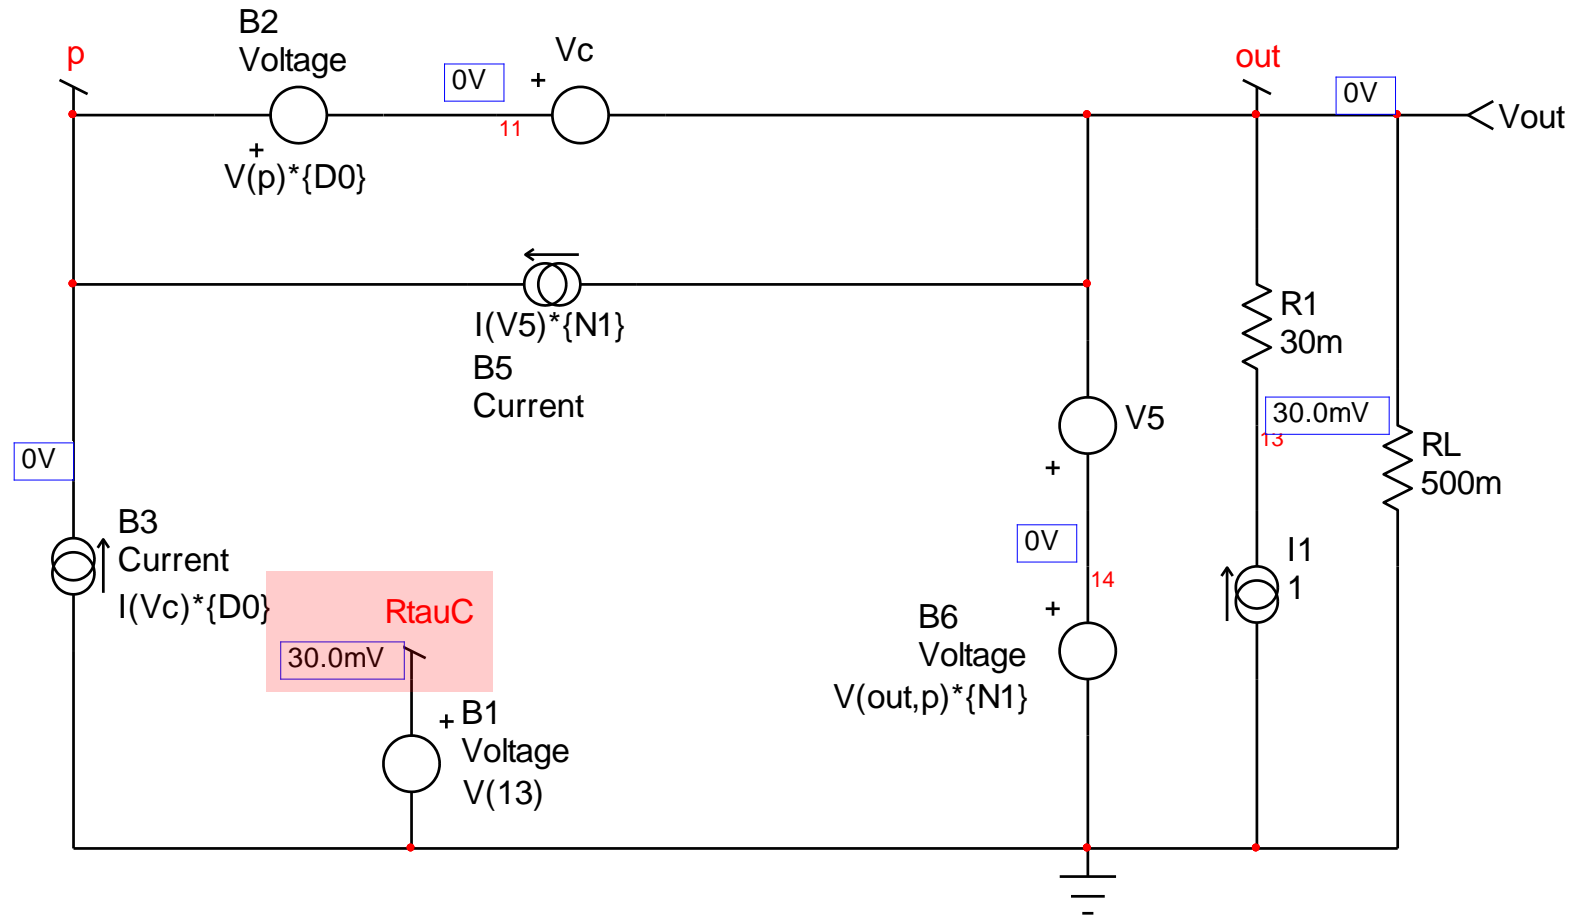 B2
Voltage
p
Vc
out
0V
+
0V
11
Vout
+
V(p)*{D0}
I(V5)*{N1}
B5
Current
R1
30m
V5
30.0mV
13
0V
+
RL
500m
B3
Current
I(Vc)*{D0}
0V
14
I1
1
RtauC
+
B6
Voltage
V(out,p)*{N1}
30.0mV
+
B1
Voltage
V(13)